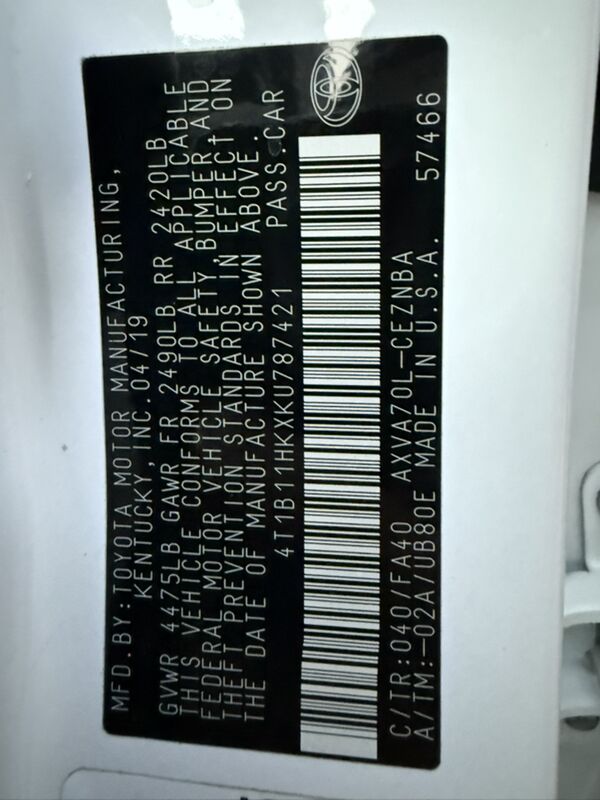 MFD.BY:TOYOTA MOTOR MANUFACTURING,
KENTUCKY, INC.04/19
GVWR 4475LB GAWR FR 2490LB RR 2420LB
THIS VEHICLE CONFORMS TO ALL APPLICABLE
FEDERAL MOTOR VEHICLE SAFETY,BUMPER,AND
THEFT PREVENTION STANDARDS IN EFFECT ON
THE DATE OF MANUFACTURE SHOWN ABOVE.
4T1B11HKXKU787421 PASS.CAR
C/TR:040/FA40 AXVA70L-CEZNBA
A/TM:-02A/UB80E MADE IN U.S.A. 57466